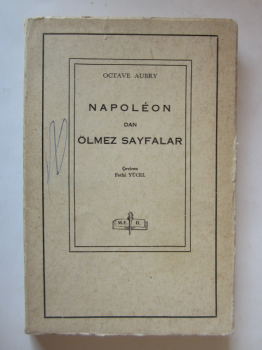 OCTAVE AUBRY
NAPOLÉON
DAN
ÖLMEZ SAYFALAR
Çeviren
Fethi YÜCEL